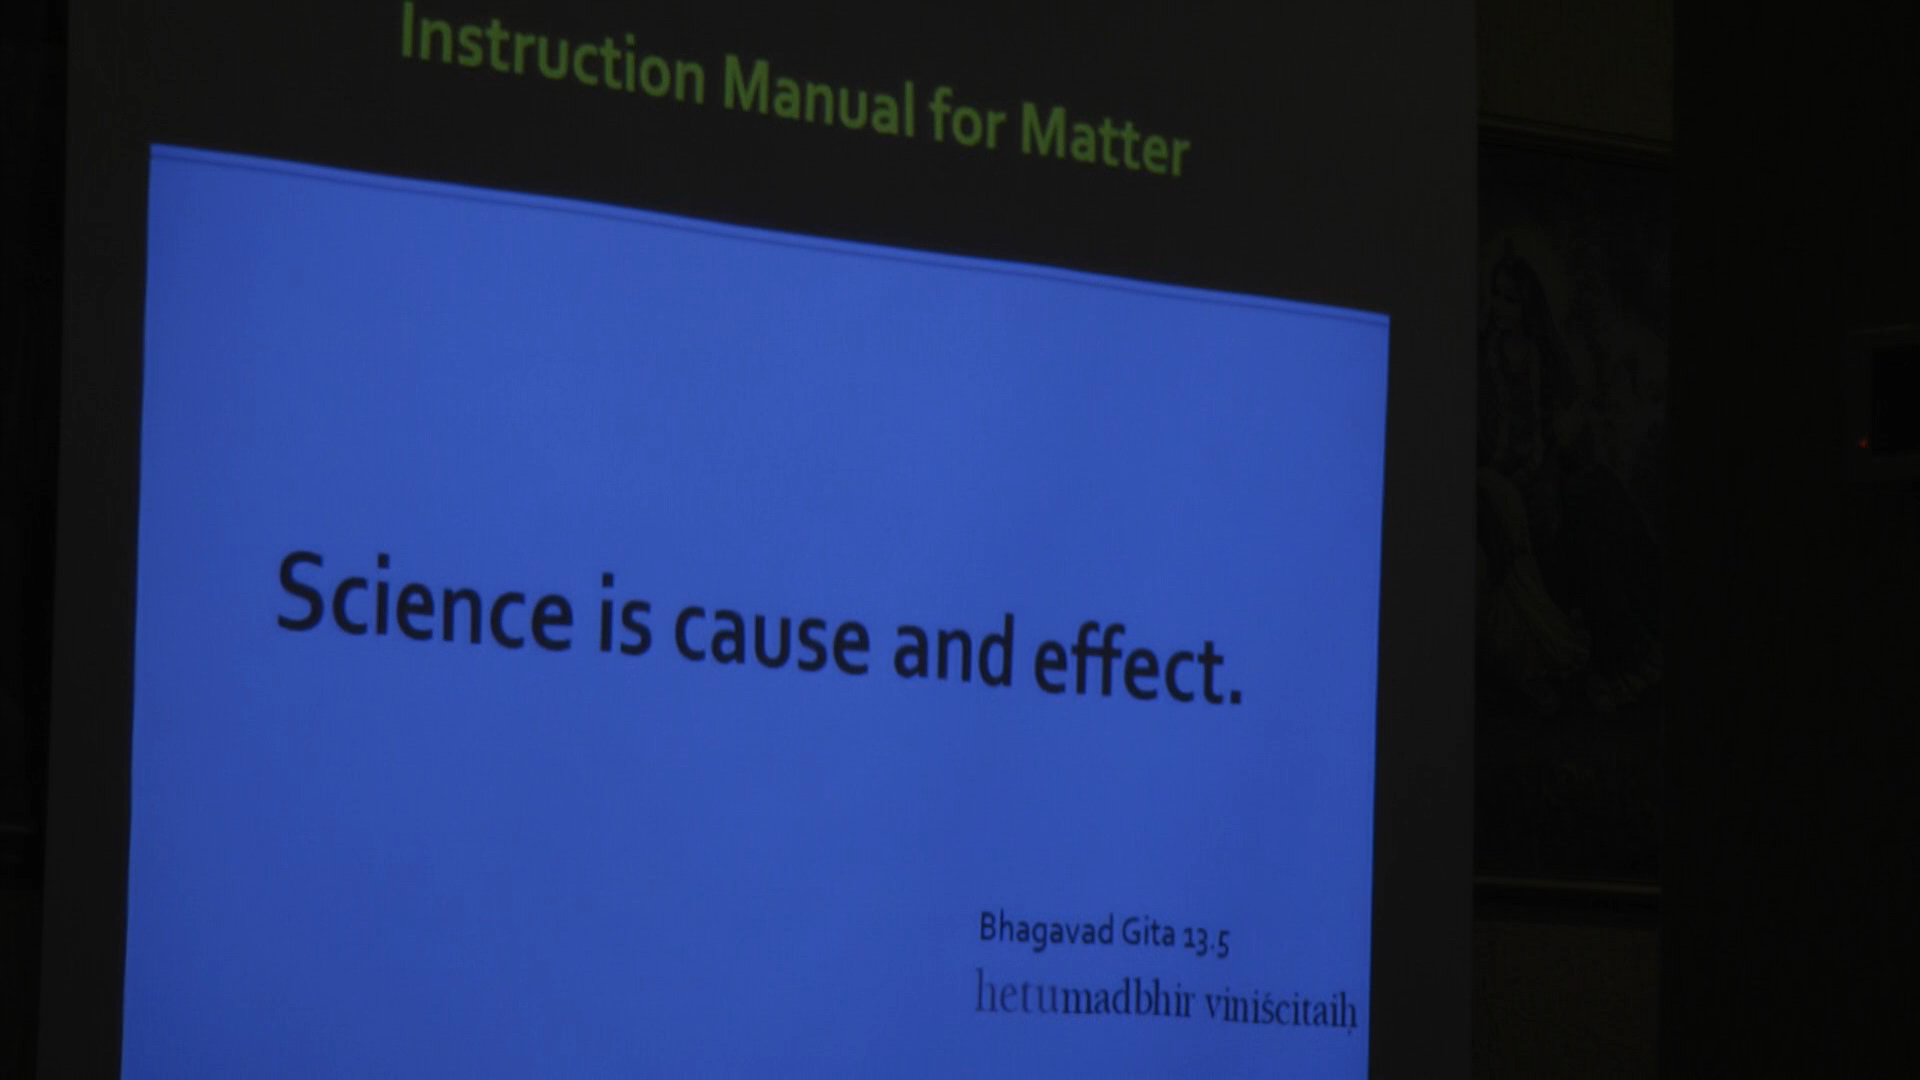 Instruction Manual for Matter
Science is cause and effect.
Bhagavad Gita 13.5
hetumadbhir viniścitaiḥ